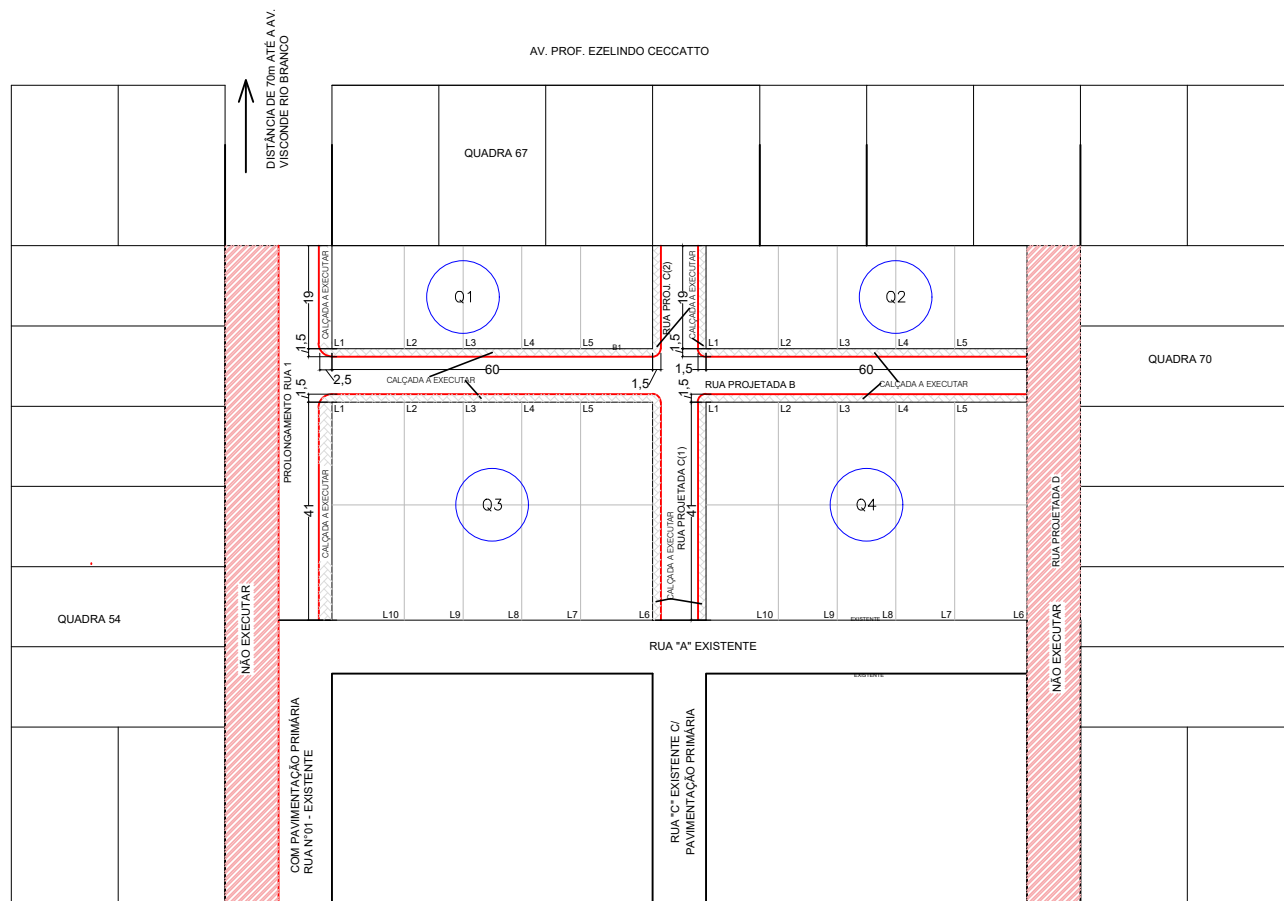 DISTÂNCIA DE 70m ATÉ A AV.
VISCONDE RIO BRANCO
AV. PROF. EZELINDO CECCATTO
QUADRA 67
CALÇADA A EXECUTAR
19
Q1
RUA PROJ. C(2)
19
CALÇADA A EXECUTAR
Q2
L1
L2
L3
L4
L5
B1
L1
L2
L3
L4
L5
1,5
1,5
QUADRA 70
2,5
60
1,5
1,5
60
CALÇADA A EXECUTAR
RUA PROJETADA B
CALÇADA A EXECUTAR
1,5
1,5
PROLONGAMENTO RUA 1
L1
L2
L3
L4
L5
L1
L2
L3
L4
L5
41
CALÇADA A EXECUTAR
Q3
CALÇADA A EXECUTAR
RUA PROJETADA C(1)
41
Q4
RUA PROJETADA D
L10
L9
L8
L7
L6
L10
L9
L8
L7
L6
EXISTENTE
QUADRA 54
NÃO EXECUTAR
RUA "A" EXISTENTE
NÃO EXECUTAR
EXISTENTE
COM PAVIMENTAÇÃO PRIMÁRIA
RUA N°01 - EXISTENTE
RUA "C" EXISTENTE C/
PAVIMENTAÇÃO PRIMÁRIA